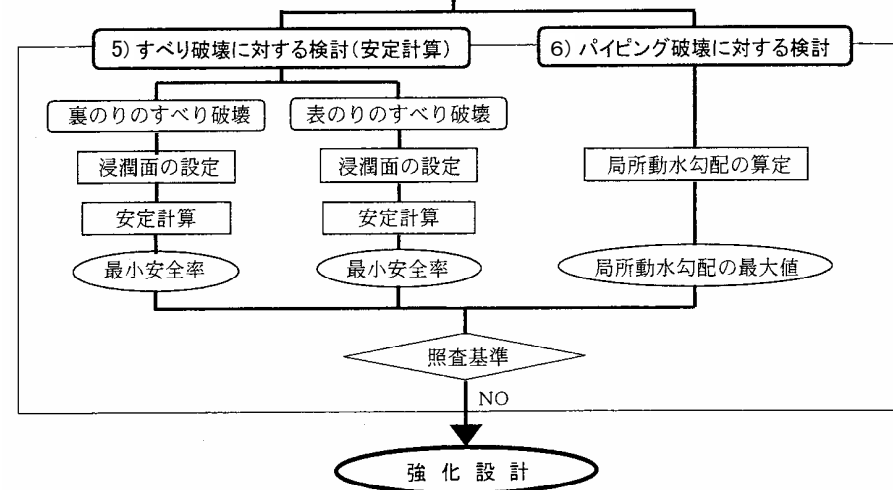 5) すべり破壊に対する検討(安定計算)
6) パイピング破壊に対する検討
裏のりのすべり破壊
表のりのすべり破壊
浸潤面の設定
浸潤面の設定
局所動水勾配の算定
安定計算
安定計算
最小安全率
最小安全率
局所動水勾配の最大値
照査基準
NO
強 化 設 計